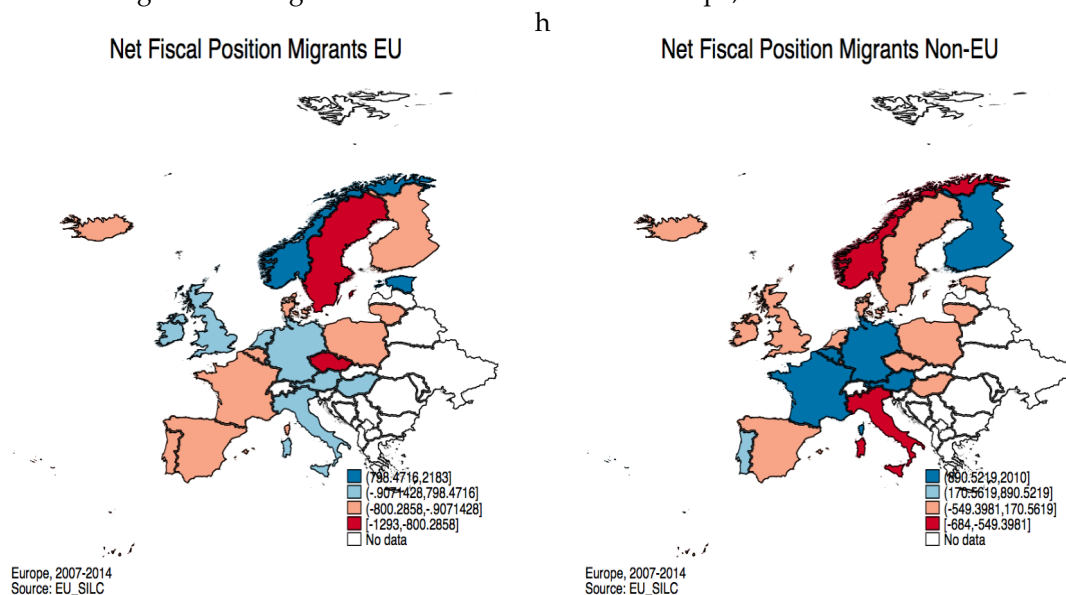 h
Net Fiscal Position Migrants EU
Net Fiscal Position Migrants Non-EU
(798.4716,2183]
(-.9071428,798.4716]
(-800.2858,-.9071428]
[-1293,-800.2858]
No data
Europe, 2007-2014
Source: EU_SILC
(890.5219,2010]
(170.5619,890.5219]
(-549.3981,170.5619]
[-684,-549.3981]
No data
Europe, 2007-2014
Source: EU_SILC